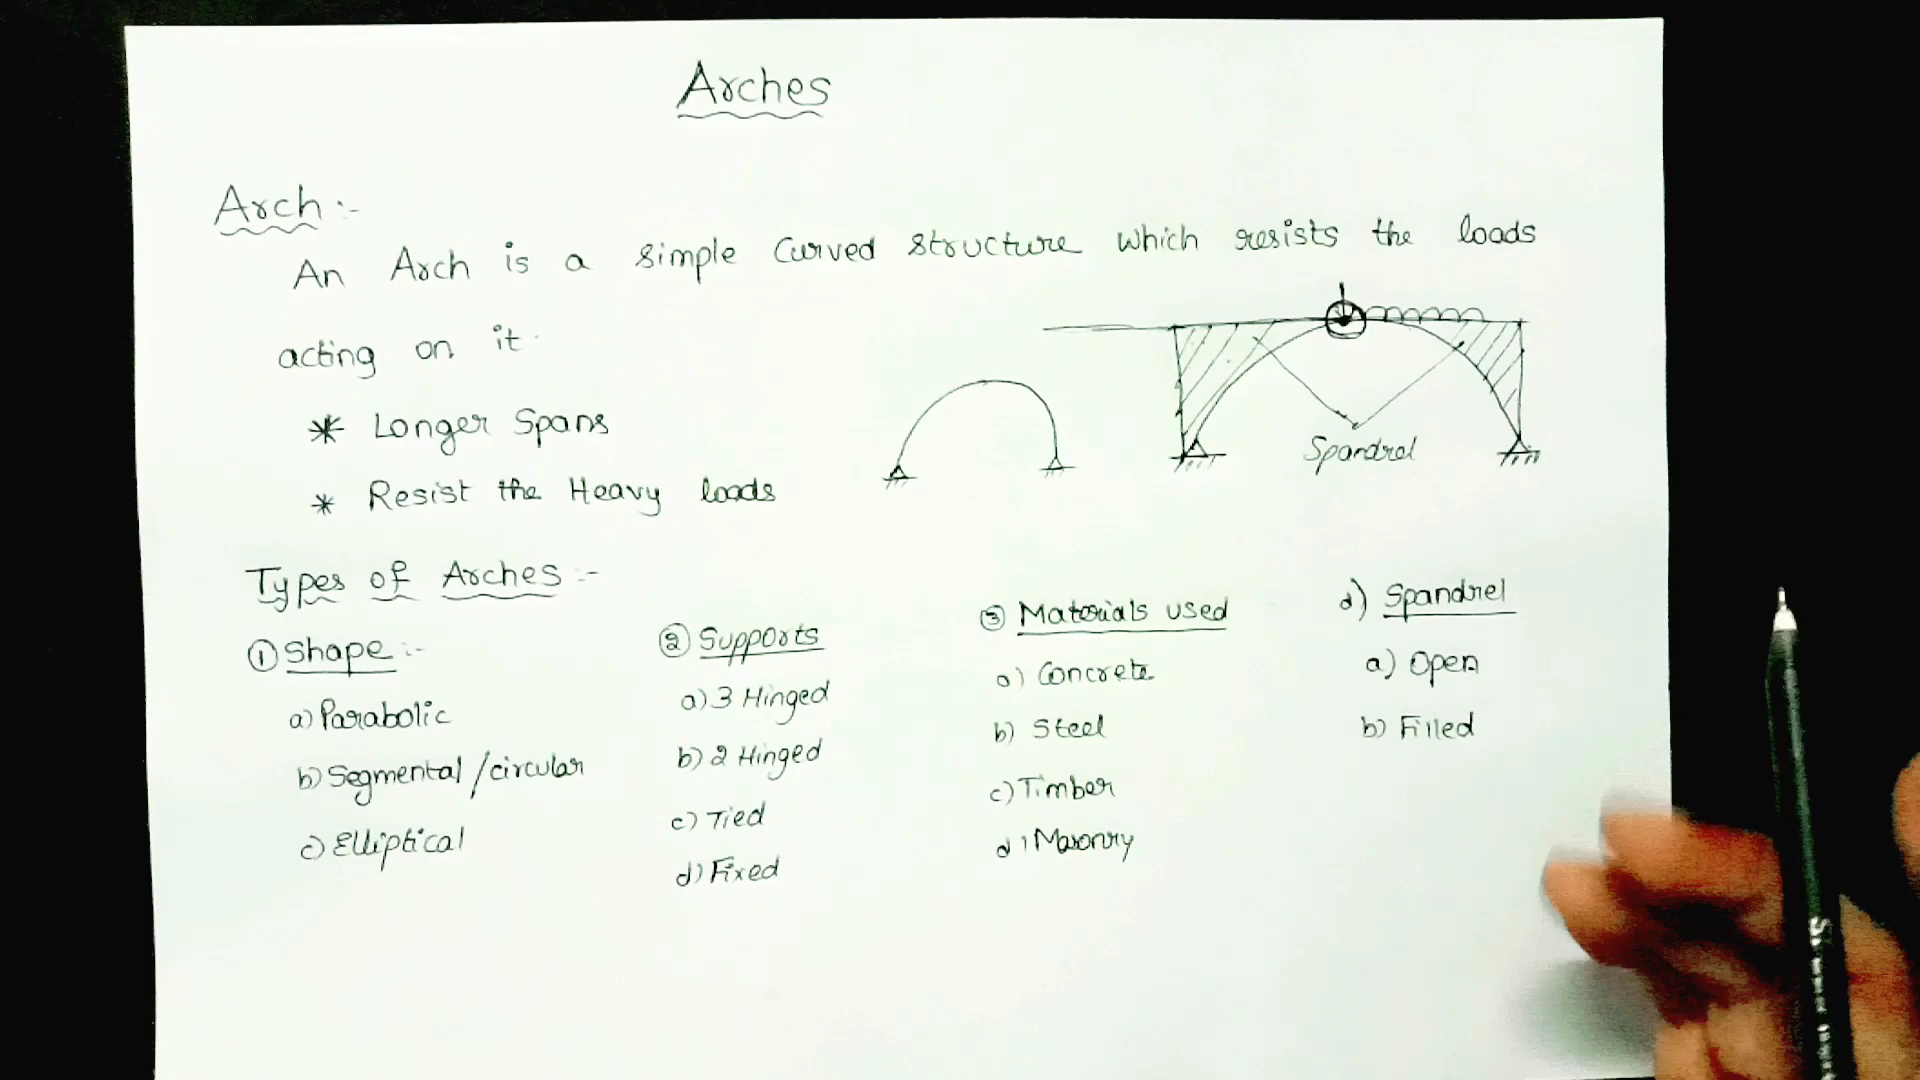 Arches
Arch :-
An Arch is a simple Curved structure which resists the loads
acting on it.
* Longer Spans
* Resist the Heavy loads
Spandrel
Types of Arches :-
① Shape :-
a) Parabolic
b) Segmental / circular
c) Elliptical
② Supports
a) 3 Hinged
b) 2 Hinged
c) Tied
d) Fixed
③ Materials used
a) Concrete
b) Steel
c) Timber
d) Masonry
d) Spandrel
a) Open
b) Filled